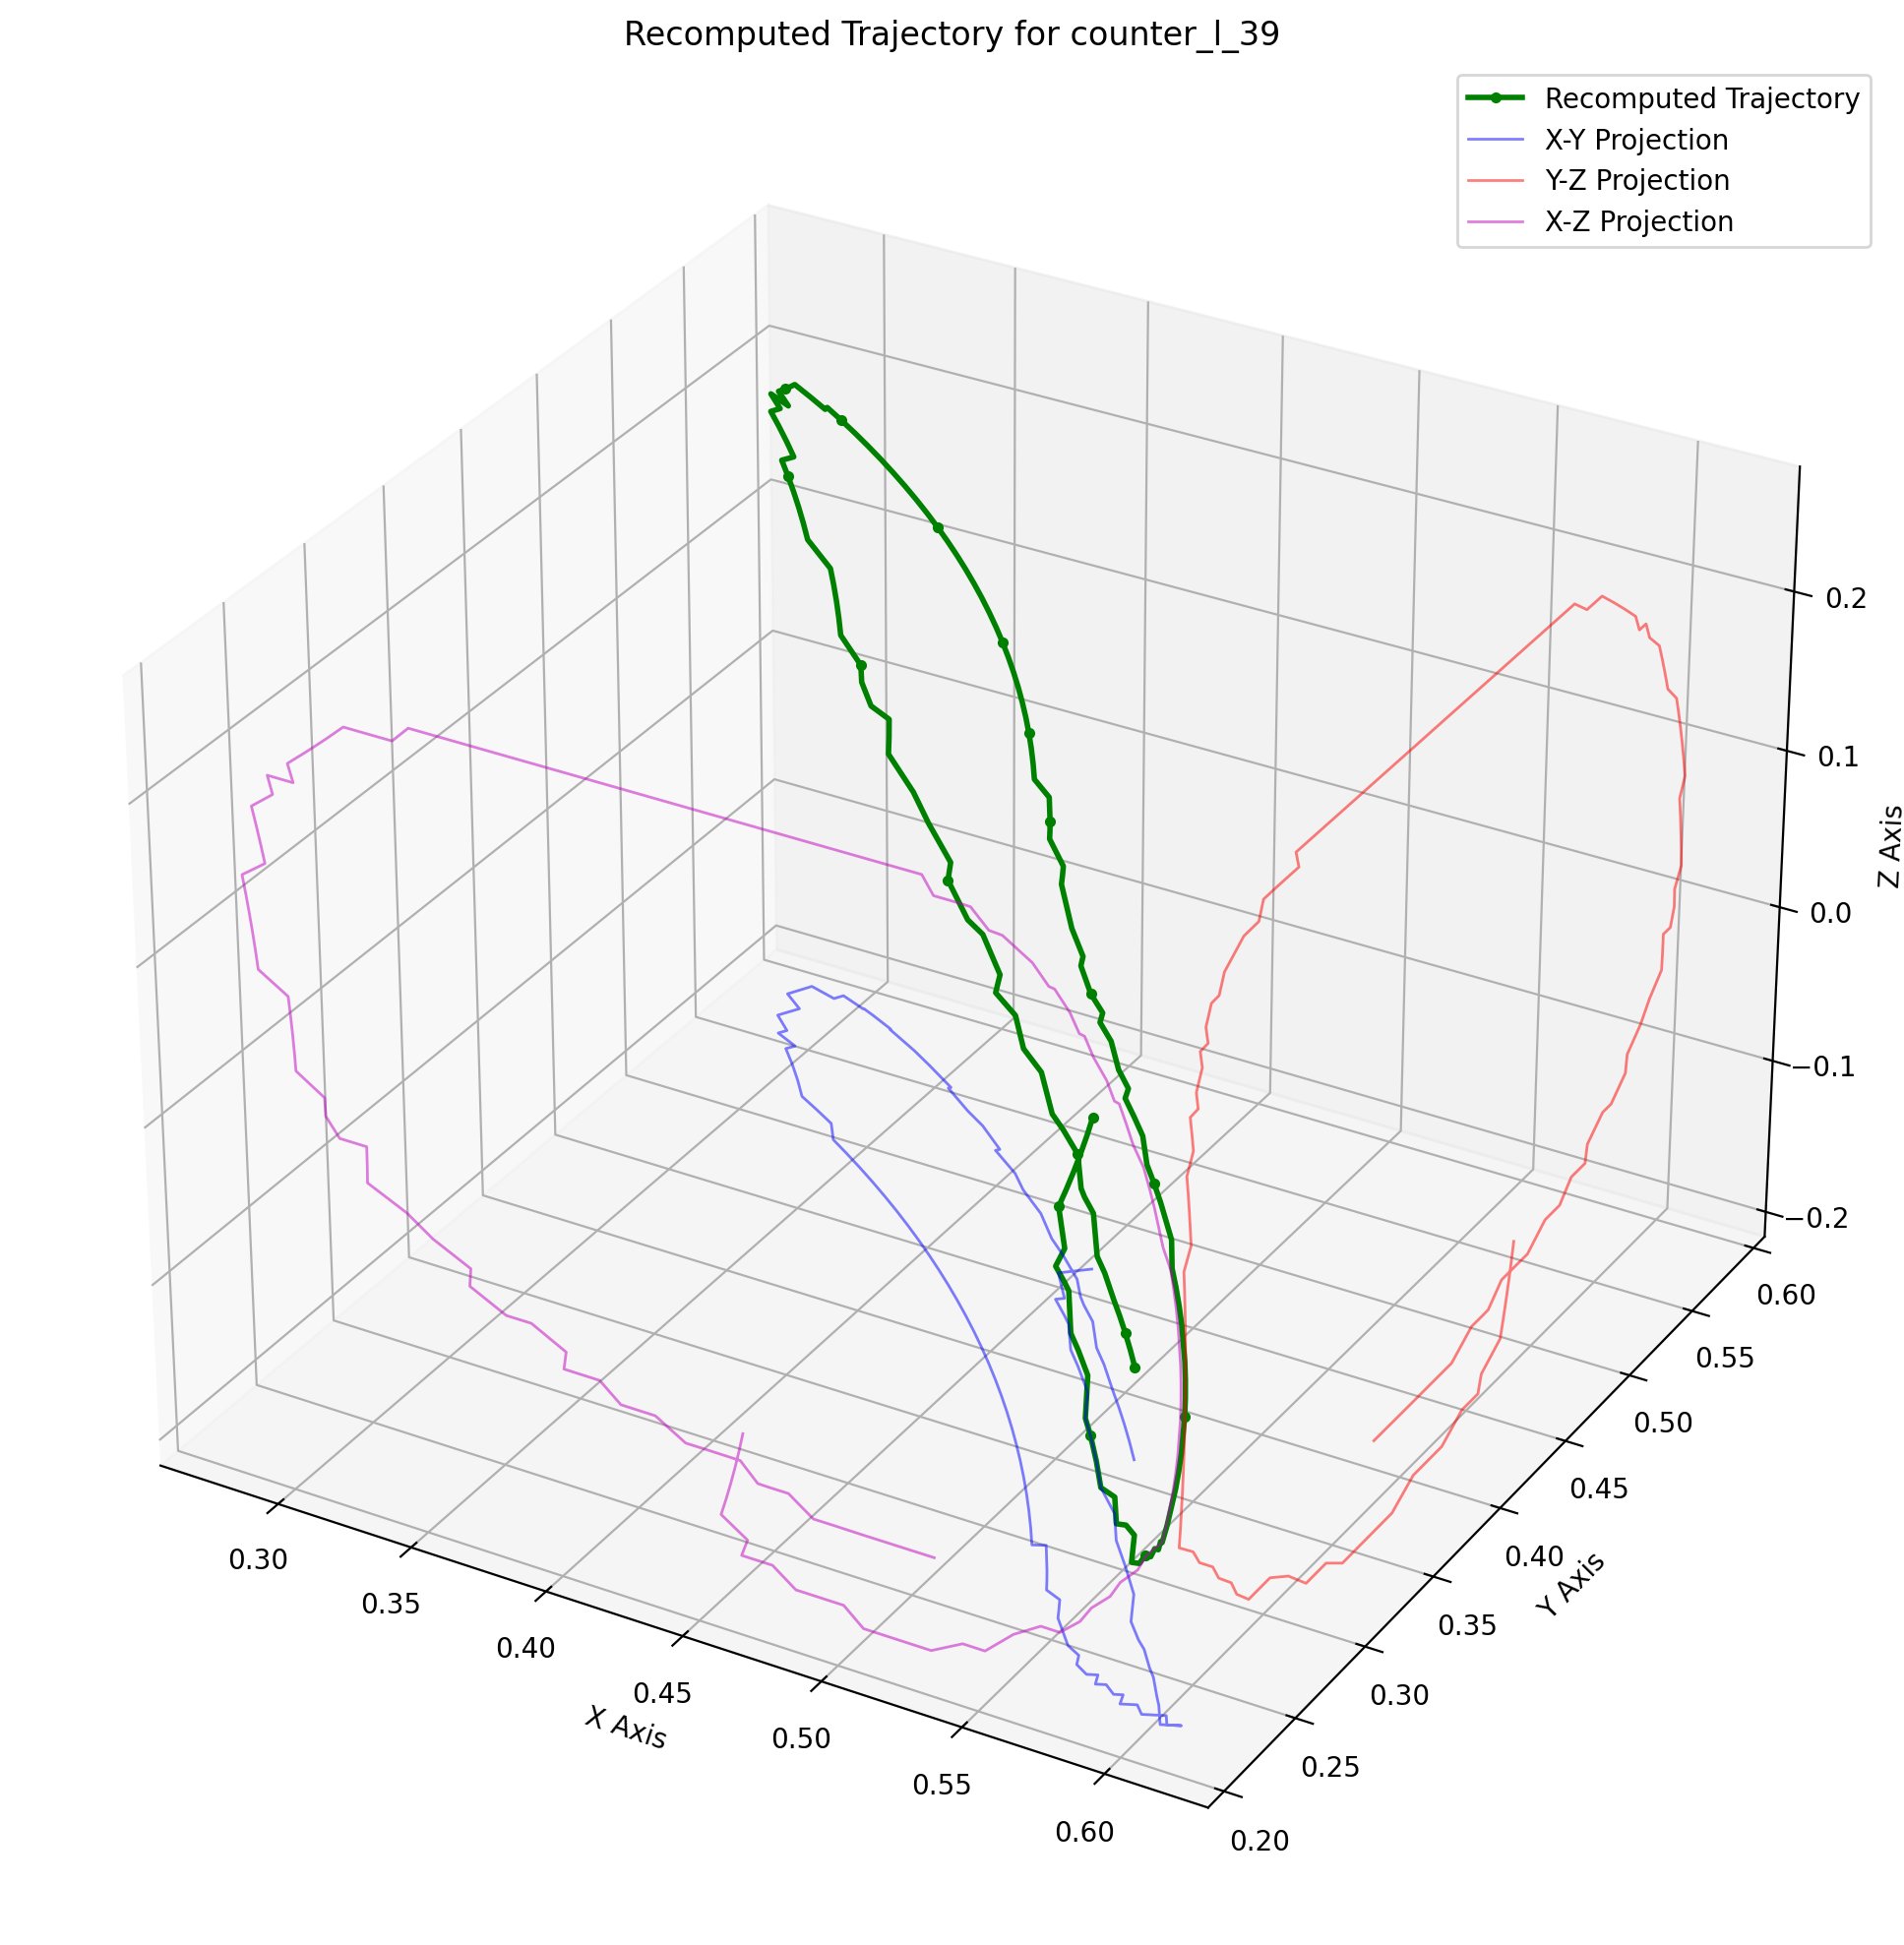 Recomputed Trajectory for counter_l_39
Recomputed Trajectory
X-Y Projection
Y-Z Projection
X-Z Projection
0.2
0.1
0.0
−0.1
−0.2
Z Axis
0.60
0.55
0.50
0.45
0.40
0.35
0.30
0.25
0.20
Y Axis
0.30
0.35
0.40
0.45
0.50
0.55
0.60
X Axis